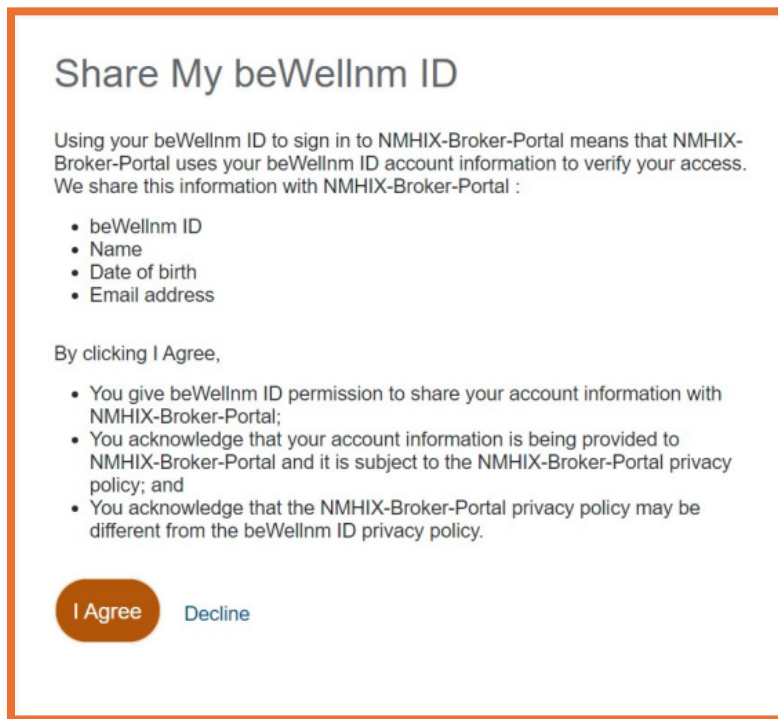 Share My beWellnm ID
Using your beWellnm ID to sign in to NMHIX-Broker-Portal means that NMHIX-
Broker-Portal uses your beWellnm ID account information to verify your access.
We share this information with NMHIX-Broker-Portal :
• beWellnm ID
• Name
• Date of birth
• Email address
By clicking I Agree,
• You give beWellnm ID permission to share your account information with
NMHIX-Broker-Portal;
• You acknowledge that your account information is being provided to
NMHIX-Broker-Portal and it is subject to the NMHIX-Broker-Portal privacy
policy; and
• You acknowledge that the NMHIX-Broker-Portal privacy policy may be
different from the beWellnm ID privacy policy.
I Agree Decline